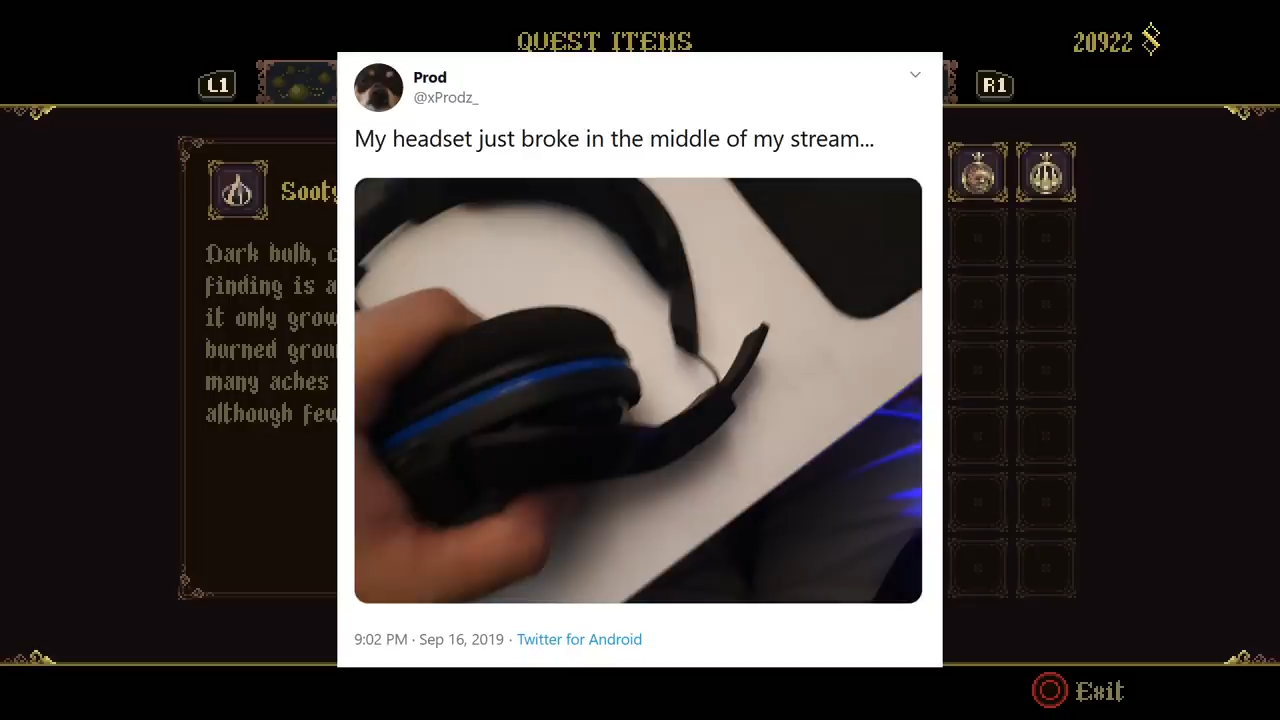 QUEST ITEMS
20922
L1
R1
Prod
@xProdz_
My headset just broke in the middle of my stream...
Sooty
Dark bulb, c
finding is a
it only grow
burned grou
many aches
although few
9:02 PM · Sep 16, 2019 · Twitter for Android
Exit